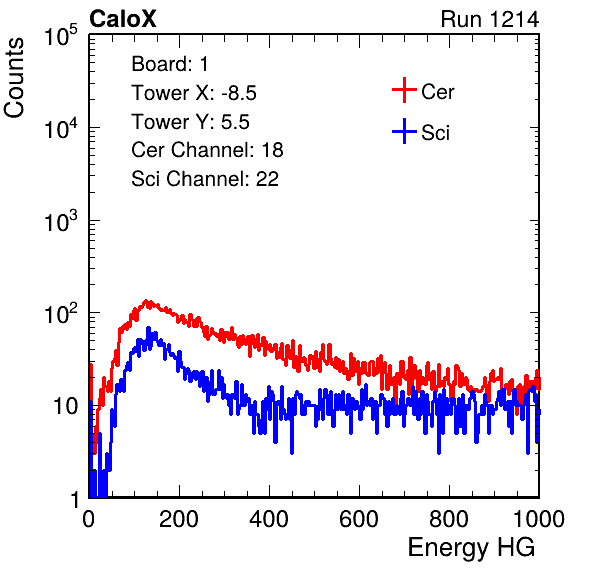 CaloX
Run 1214
Counts
Board: 1
Tower X: -8.5
Tower Y: 5.5
Cer Channel: 18
Sci Channel: 22
Cer
Sci
10^5
10^4
10^3
10^2
10
1
0 200 400 600 800 1000
Energy HG